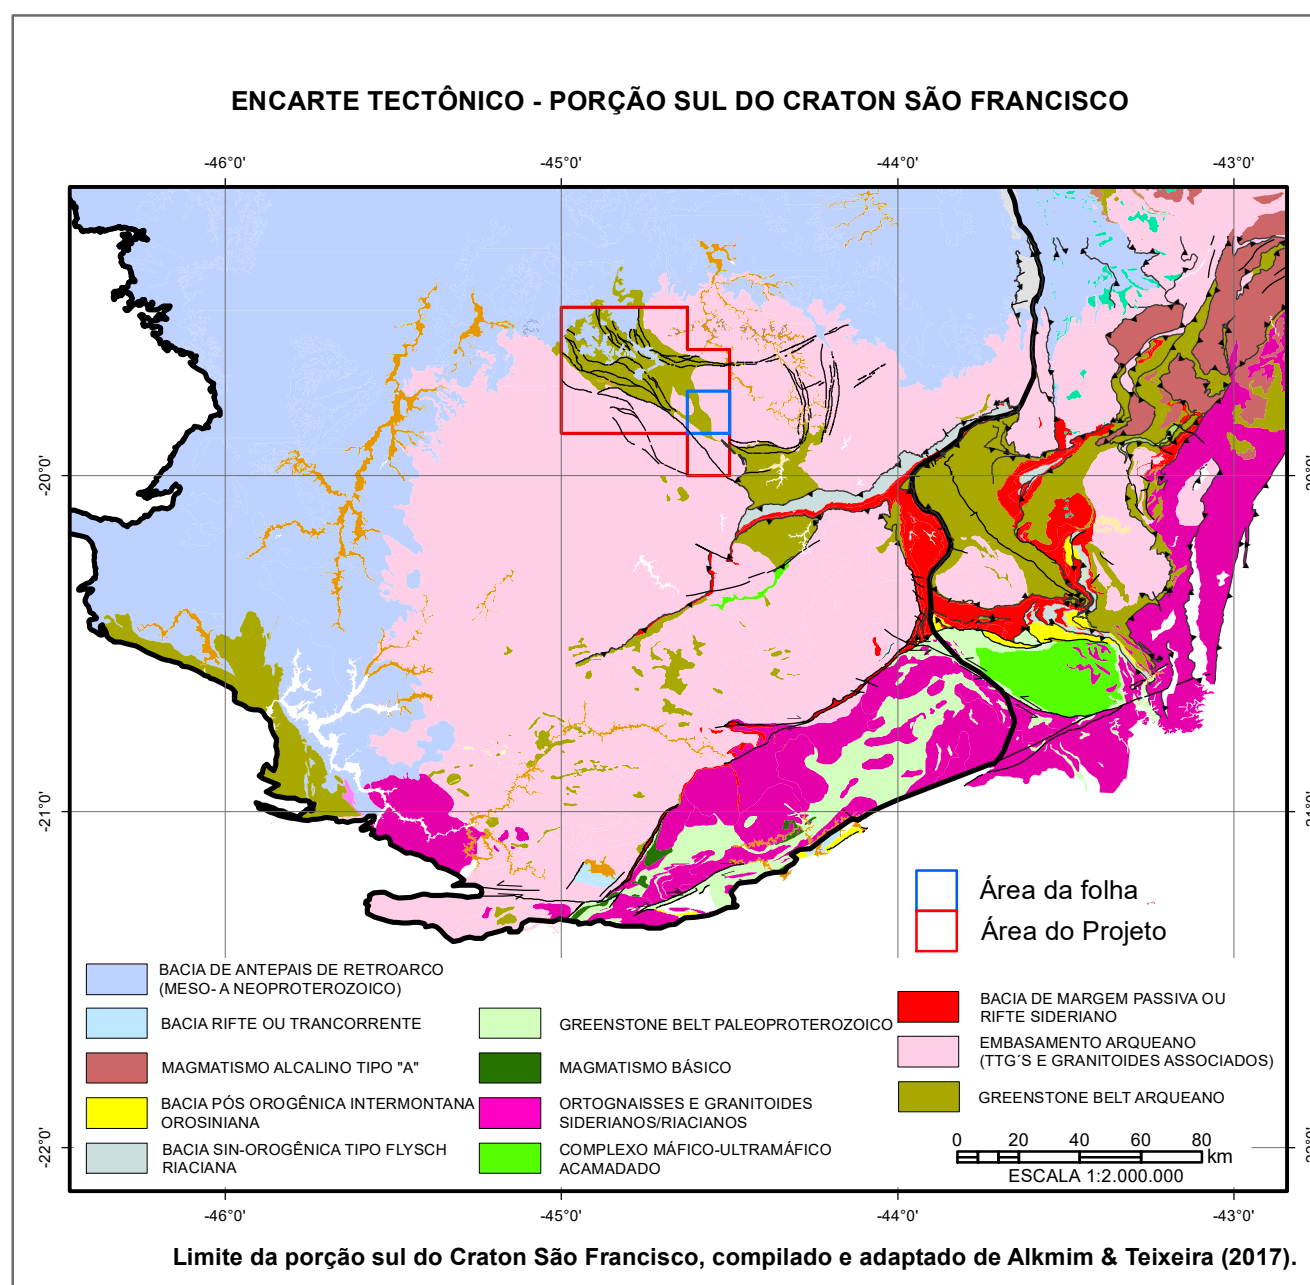 ENCARTE TECTÔNICO - PORÇÃO SUL DO CRATON SÃO FRANCISCO
-46°0' -45°0' -44°0' -43°0'
-20°0'
-21°0'
-22°0'
Área da folha
Área do Projeto
BACIA DE ANTEPAIS DE RETROARCO
(MESO- A NEOPROTEROZOICO)
BACIA RIFTE OU TRANCORRENTE
MAGMATISMO ALCALINO TIPO "A"
BACIA PÓS OROGÊNICA INTERMONTANA
OROSINIANA
BACIA SIN-OROGÊNICA TIPO FLYSCH
RIACIANA
GREENSTONE BELT PALEOPROTEROZOICO
MAGMATISMO BÁSICO
ORTOGNAISSES E GRANITOIDES
SIDERIANOS/RIACIANOS
COMPLEXO MÁFICO-ULTRAMÁFICO
ACAMADADO
BACIA DE MARGEM PASSIVA OU
RIFTE SIDERIANO
EMBASAMENTO ARQUEANO
(TTG´S E GRANITOIDES ASSOCIADOS)
GREENSTONE BELT ARQUEANO
0 20 40 60 80
km
ESCALA 1:2.000.000
-46°0' -45°0' -44°0' -43°0'
Limite da porção sul do Craton São Francisco, compilado e adaptado de Alkmim & Teixeira (2017).